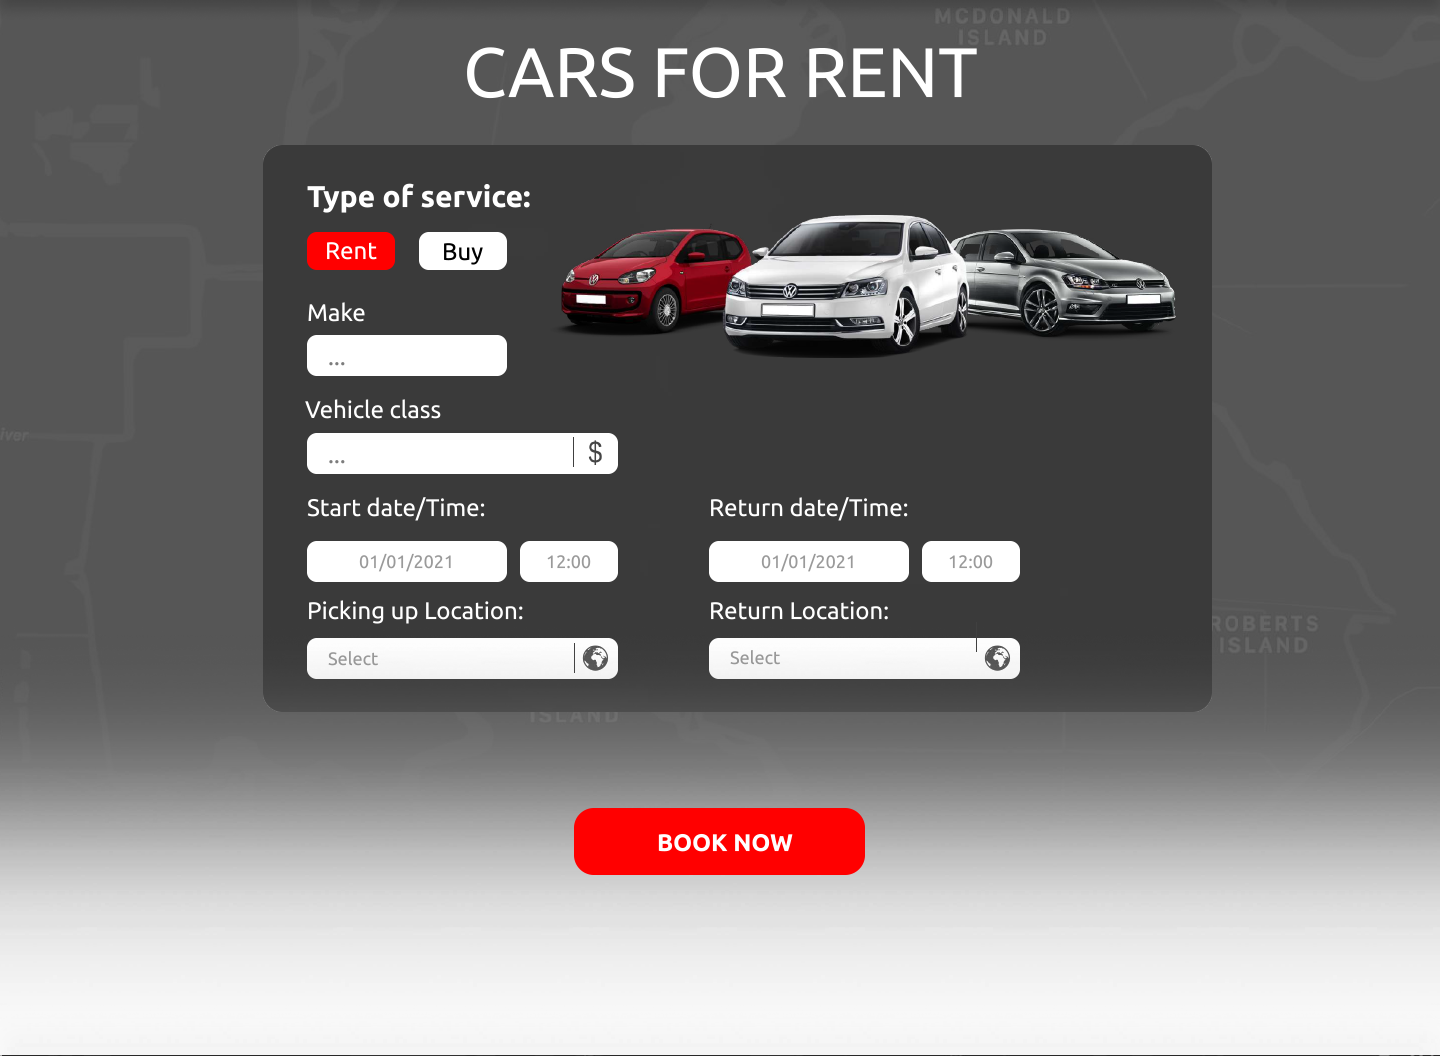 MCDONALD
ISLAND
CARS FOR RENT
Type of service:
Rent Buy
Make
...
Vehicle class
... $
Start date/Time: Return date/Time:
01/01/2021 12:00 01/01/2021 12:00
Picking up Location: Return Location:
Select Select
iver
ROBERTS
ISLAND
ISLAND
BOOK NOW